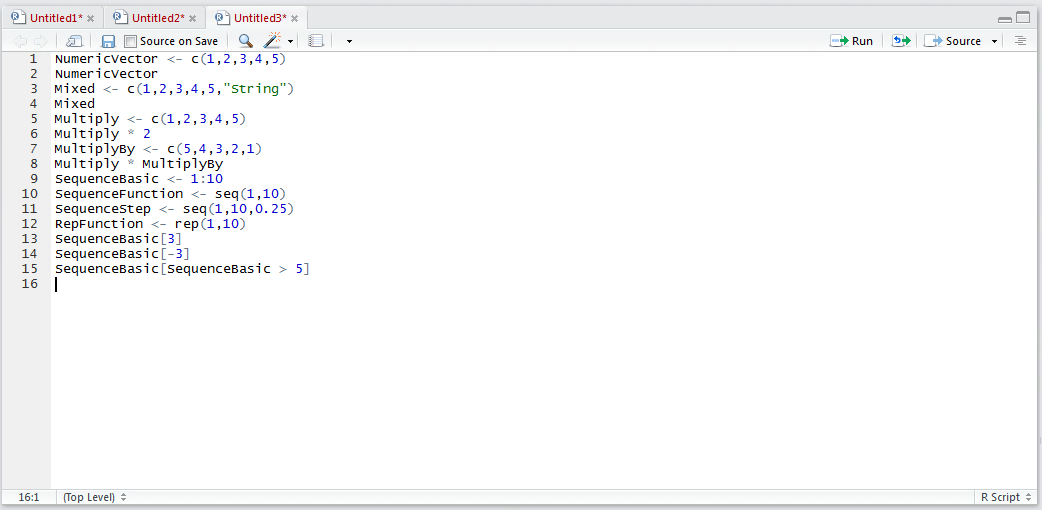 Untitled1* Untitled2* Untitled3*
Source on Save Run Source
1 NumericVector <- c(1,2,3,4,5)
2 NumericVector
3 Mixed <- c(1,2,3,4,5,"String")
4 Mixed
5 Multiply <- c(1,2,3,4,5)
6 Multiply * 2
7 MultiplyBy <- c(5,4,3,2,1)
8 Multiply * MultiplyBy
9 SequenceBasic <- 1:10
10 SequenceFunction <- seq(1,10)
11 SequenceStep <- seq(1,10,0.25)
12 RepFunction <- rep(1,10)
13 SequenceBasic[3]
14 SequenceBasic[-3]
15 SequenceBasic[SequenceBasic > 5]
16
16:1 (Top Level) R Script